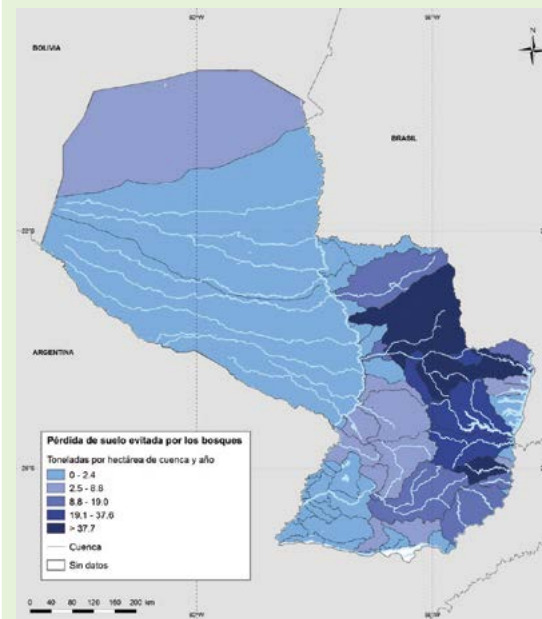 BOLIVIA
N
BRASIL
ARGENTINA
Pérdida de suelo evitada por los bosques
Toneladas por hectárea de cuenca y año
0 - 2.4
2.5 - 8.8
8.8 - 19.0
19.1 - 37.6
> 37.7
Cuenca
Sin datos
0 40 80 120 160 200 km